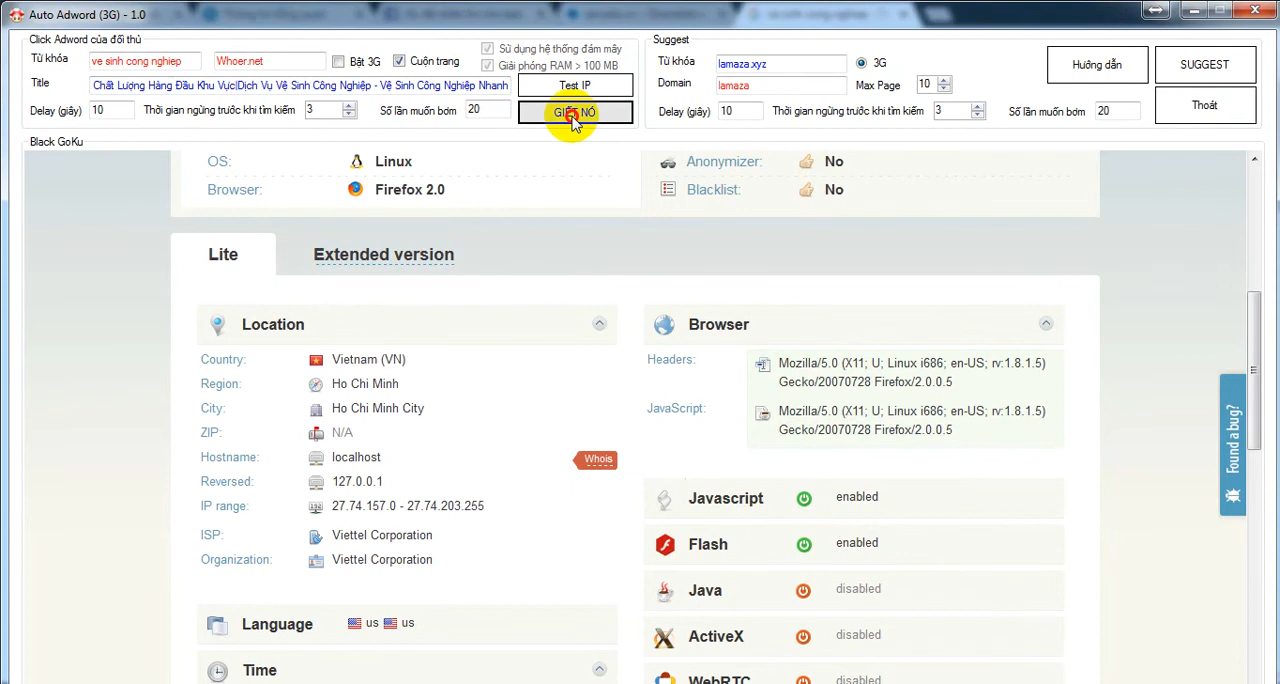 Auto Adword (3G) - 1.0
Click Adword của đối thủ
Từ khóa
ve sinh cong nghiep
Whoer.net
Bật 3G
Cuộn trang
Sử dụng hệ thống đám mây
Giải phóng RAM > 100 MB
Title
Chất Lượng Hàng Đầu Khu Vực|Dịch Vụ Vệ Sinh Công Nghiệp - Vệ Sinh Công Nghiệp Nhanh
Test IP
Delay (giây)
10
Thời gian ngừng trước khi tìm kiếm
3
Số lần muốn bơm
20
Suggest
Từ khóa
lamaza.xyz
3G
Domain
lamaza
Max Page
10
Delay (giây)
10
Thời gian ngừng trước khi tìm kiếm
3
Số lần muốn bơm
20
Hướng dẫn
SUGGEST
Thoát
Black GoKu
OS:
Linux
Browser:
Firefox 2.0
Anonymizer:
No
Blacklist:
No
Lite
Extended version
Location
Country:
Vietnam (VN)
Region:
Ho Chi Minh
City:
Ho Chi Minh City
ZIP:
N/A
Hostname:
localhost
Whois
Reversed:
127.0.0.1
IP range:
27.74.157.0 - 27.74.203.255
ISP:
Viettel Corporation
Organization:
Viettel Corporation
Language
us us
Time
Browser
Headers:
Mozilla/5.0 (X11; U; Linux i686; en-US; rv:1.8.1.5)
Gecko/20070728 Firefox/2.0.0.5
JavaScript:
Mozilla/5.0 (X11; U; Linux i686; en-US; rv:1.8.1.5)
Gecko/20070728 Firefox/2.0.0.5
Javascript
enabled
Flash
enabled
Java
disabled
ActiveX
disabled
WebRTC
disabled
Found a bug?